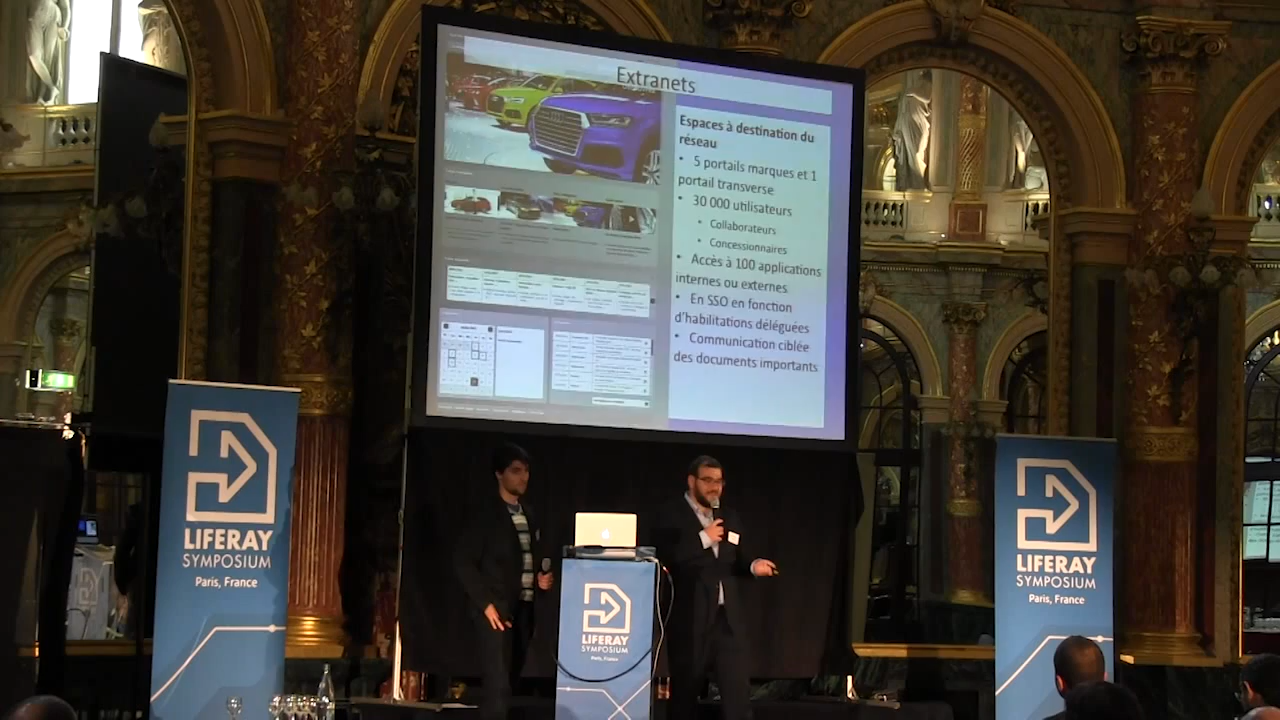 Extranets
Espaces à destination du
réseau
• 5 portails marques et 1
portail transverse
• 30 000 utilisateurs
• Collaborateurs
• Concessionnaires
• Accès à 100 applications
internes ou externes
• En SSO en fonction
d'habilitations déléguées
• Communication ciblée
des documents importants
LIFERAY
SYMPOSIUM
Paris, France
LIFERAY
SYMPOSIUM
Paris, France
LIFERAY
SYMPOSIUM
Paris, France